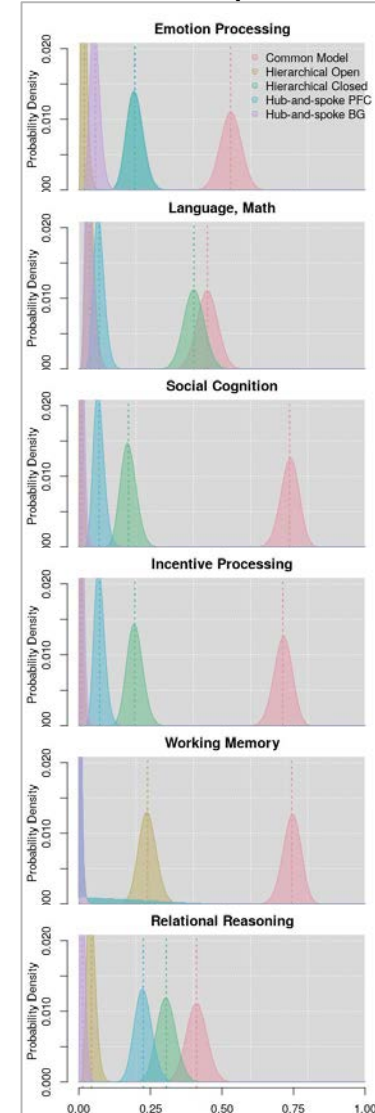 Emotion Processing
Common Model
Hierarchical Open
Hierarchical Closed
Hub-and-spoke PFC
Hub-and-spoke BG
Probability Density
0.020
0.010
Language, Math
Probability Density
0.020
0.010
Social Cognition
Probability Density
0.020
0.010
Incentive Processing
Probability Density
0.020
0.010
Working Memory
Probability Density
0.020
0.010
Relational Reasoning
Probability Density
0.020
0.010
0.000
0.00 0.25 0.50 0.75 1.00